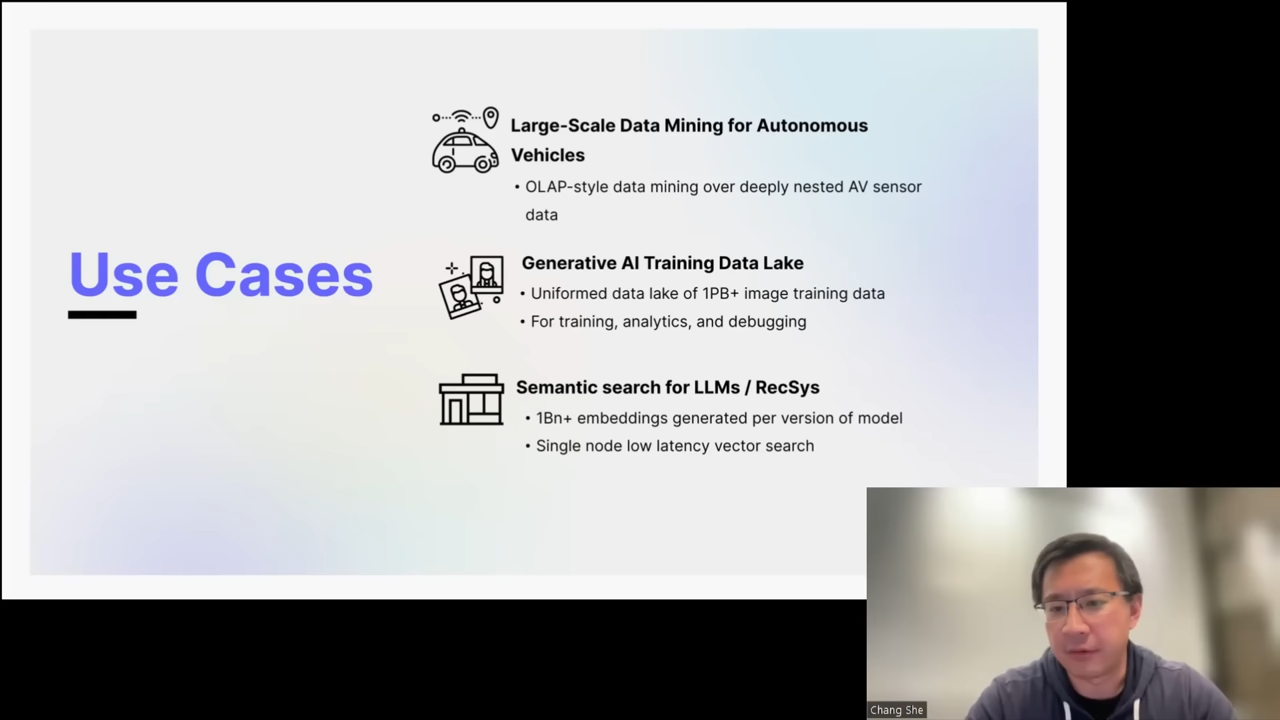 Use Cases
Large-Scale Data Mining for Autonomous
Vehicles
• OLAP-style data mining over deeply nested AV sensor
data
Generative AI Training Data Lake
• Uniformed data lake of 1PB+ image training data
• For training, analytics, and debugging
Semantic search for LLMs / RecSys
• 1Bn+ embeddings generated per version of model
• Single node low latency vector search
Chang She